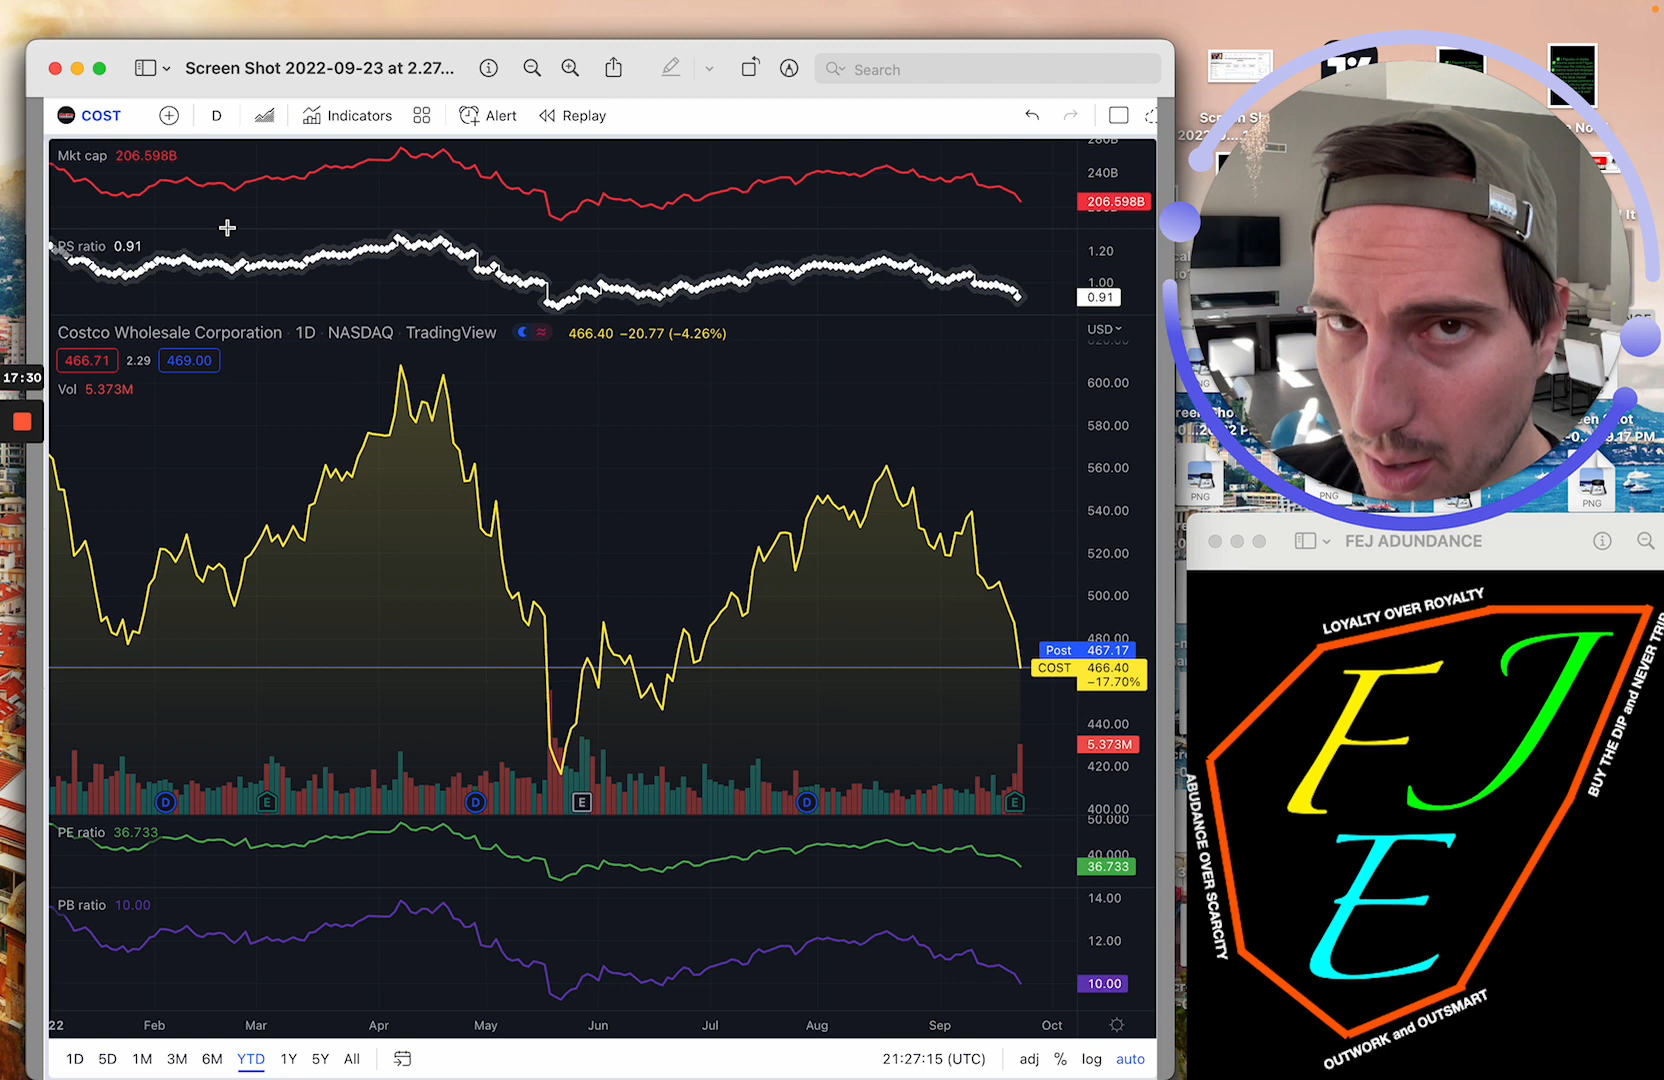 Screen Shot 2022-09-23 at 2.27...
Search
COST
D
Indicators
Alert
Replay
Mkt cap 206.598B
280B
240B
206.598B
PS ratio 0.91
1.20
1.00
0.91
Costco Wholesale Corporation · 1D · NASDAQ · TradingView
466.40 −20.77 (−4.26%)
USD
466.71 2.29 469.00
Vol 5.373M
17:30
600.00
580.00
560.00
540.00
520.00
500.00
480.00
Post 467.17
COST 466.40
−17.70%
440.00
5.373M
420.00
400.00
D E D E D E
PE ratio 36.733
50.000
40.000
36.733
PB ratio 10.00
14.00
12.00
10.00
22 Feb Mar Apr May Jun Jul Aug Sep Oct
1D 5D 1M 3M 6M YTD 1Y 5Y All
21:27:15 (UTC)
adj % log auto
PNG
PNG
PNG
FEJ ADUNDANCE
LOYALTY OVER ROYALTY
BUY THE DIP and NEVER TRIP
ABUDANCE OVER SCARCITY
OUTWORK and OUTSMART
F J
E